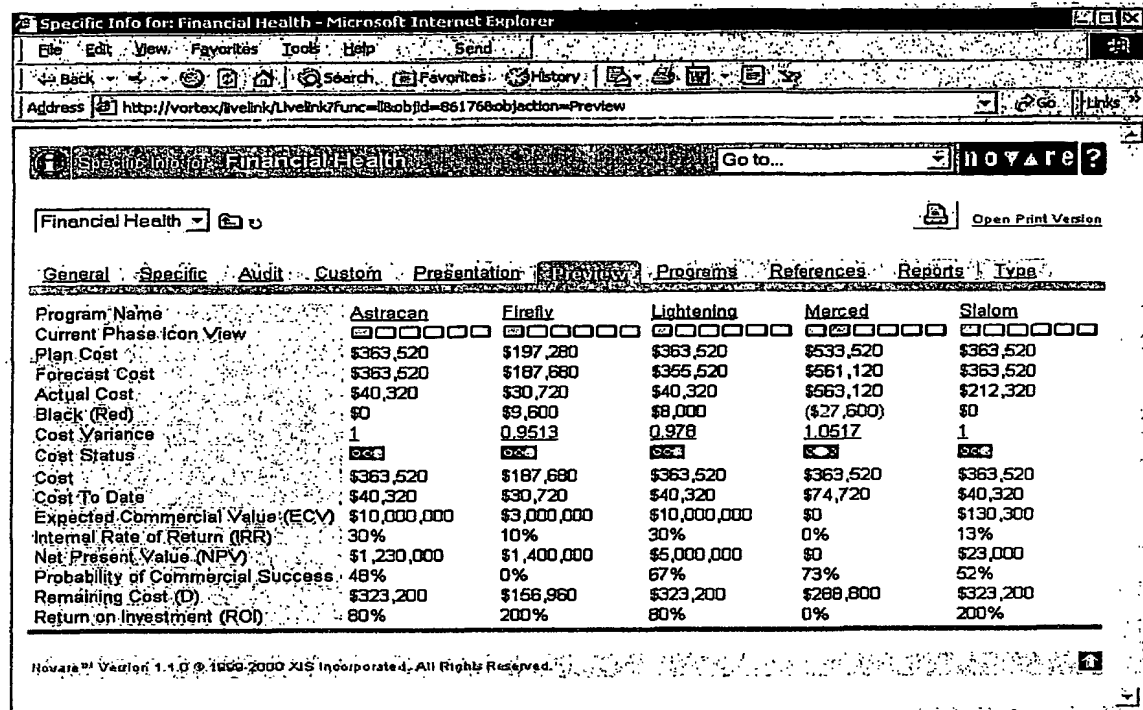 Specific Info for: Financial Health - Microsoft Internet Explorer
File Edit View Favorites Tools Help Send
Back Search Favorites History
Address http://vortex/livelink/Livelink?func=ll&objId=86176&objaction=Preview Go Links »
i Specific Info for: Financial Health Go to... novare ?
Financial Health Open Print Version
General Specific Audit Custom Presentation Preview Programs References Reports Type
Program Name Astracan Firefly Lightening Merced Slalom
Current Phase Icon View
Plan Cost $363,520 $197,280 $363,520 $533,520 $363,520
Forecast Cost $363,520 $187,680 $355,520 $561,120 $363,520
Actual Cost $40,320 $30,720 $40,320 $563,120 $212,320
Black (Red) $0 $9,600 $8,000 ($27,600) $0
Cost Variance 1 0.9513 0.978 1.0517 1
Cost Status
Cost $363,520 $187,680 $363,520 $363,520 $363,520
Cost To Date $40,320 $30,720 $40,320 $74,720 $40,320
Expected Commercial Value (ECV) $10,000,000 $3,000,000 $10,000,000 $0 $130,300
Internal Rate of Return (IRR) 30% 10% 30% 0% 13%
Net Present Value (NPV) $1,230,000 $1,400,000 $5,000,000 $0 $23,000
Probability of Commercial Success 48% 0% 67% 73% 52%
Remaining Cost (D) $323,200 $156,960 $323,200 $288,800 $323,200
Return on Investment (ROI) 80% 200% 80% 0% 200%
Novare™ Version 1.1.0 © 1999-2000 XIS Incorporated. All Rights Reserved.